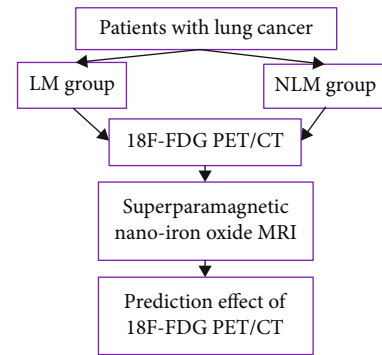 Patients with lung cancer
LM group
NLM group
18F-FDG PET/CT
Superparamagnetic
nano-iron oxide MRI
Prediction effect of
18F-FDG PET/CT